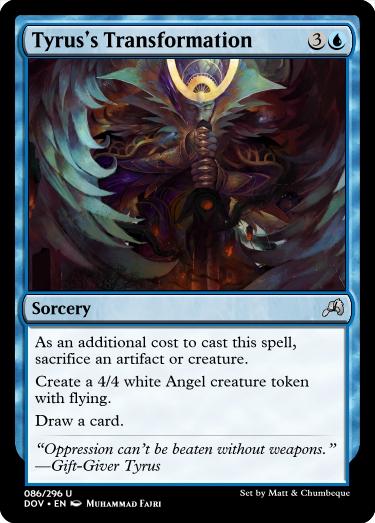 Tyrus's Transformation 3
Sorcery
As an additional cost to cast this spell,
sacrifice an artifact or creature.
Create a 4/4 white Angel creature token
with flying.
Draw a card.
“Oppression can't be beaten without weapons.”
—Gift-Giver Tyrus
086/296 U
DOV • EN Muhammad Fajri
Set by Matt & Chumbeque